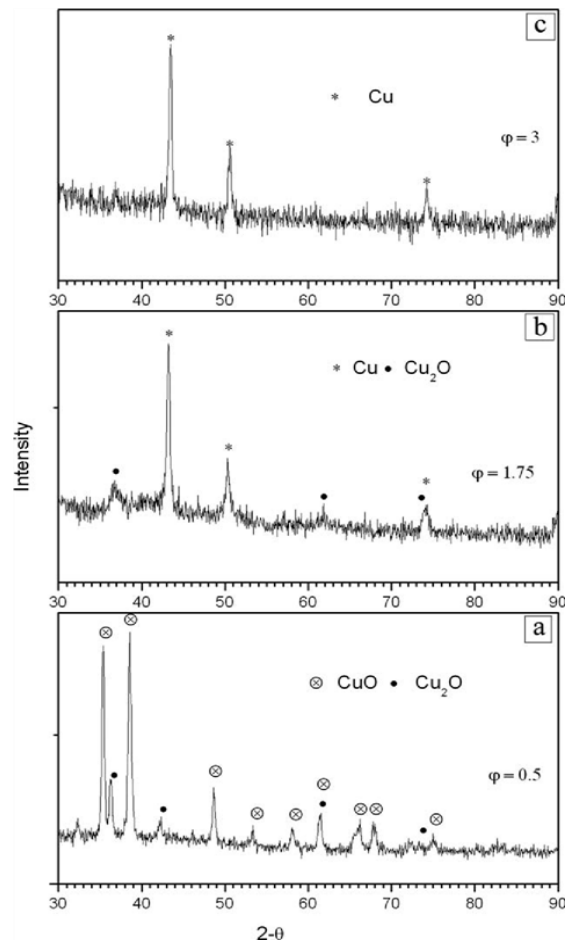 c
* Cu
φ = 3
30 40 50 60 70 80 90
b
* Cu • Cu₂O
φ = 1.75
30 40 50 60 70 80 90
Intensity
a
⊗ CuO • Cu₂O
φ = 0.5
30 40 50 60 70 80 90
2-θ